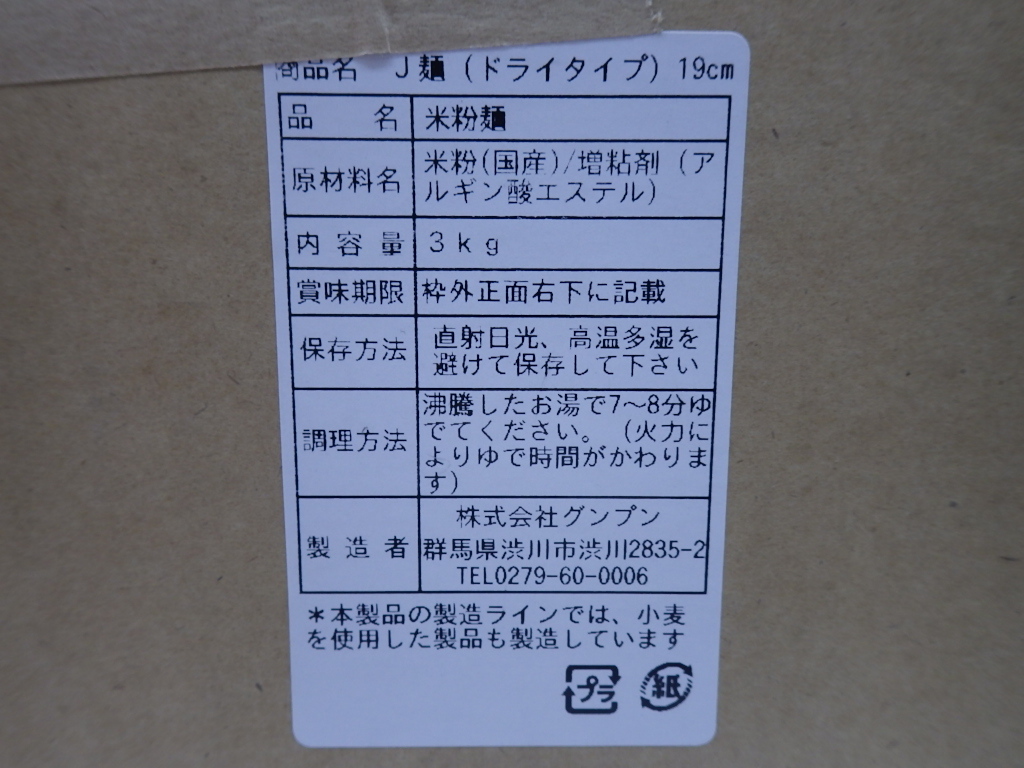 商品名 J麺（ドライタイプ）19cm
品名 米粉麺
原材料名 米粉(国産)/増粘剤（ア
ルギン酸エステル）
内容量 3kg
賞味期限 枠外正面右下に記載
保存方法 直射日光、高温多湿を
避けて保存して下さい
調理方法 沸騰したお湯で7～8分ゆ
でてください。（火力に
よりゆで時間がかわりま
す）
製造者 株式会社グンプン
群馬県渋川市渋川2835-2
TEL0279-60-0006
＊本製品の製造ラインでは、小麦
を使用した製品も製造しています
プラ 紙